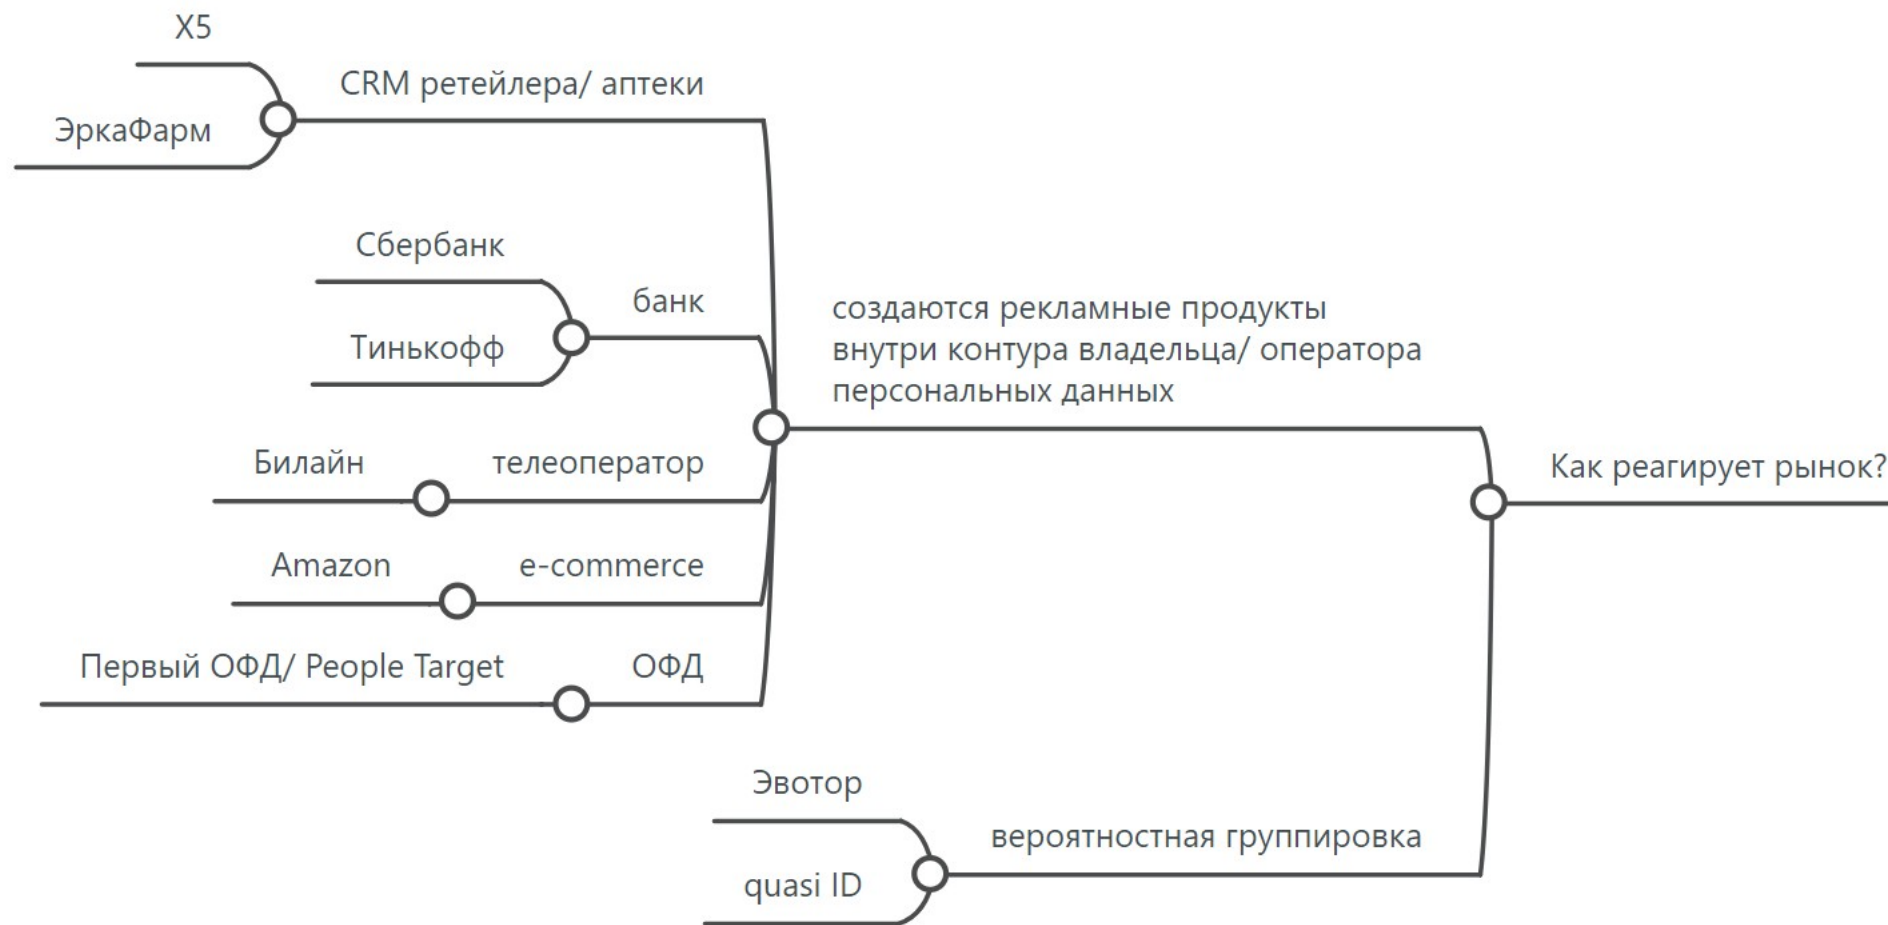 X5
CRM ретейлера/ аптеки
ЭркаФарм
Сбербанк
банк
Тинькофф
создаются рекламные продукты
внутри контура владельца/ оператора
персональных данных
Билайн
телеоператор
Как реагирует рынок?
Amazon
e-commerce
Первый ОФД/ People Target
ОФД
Эвотор
вероятностная группировка
quasi ID